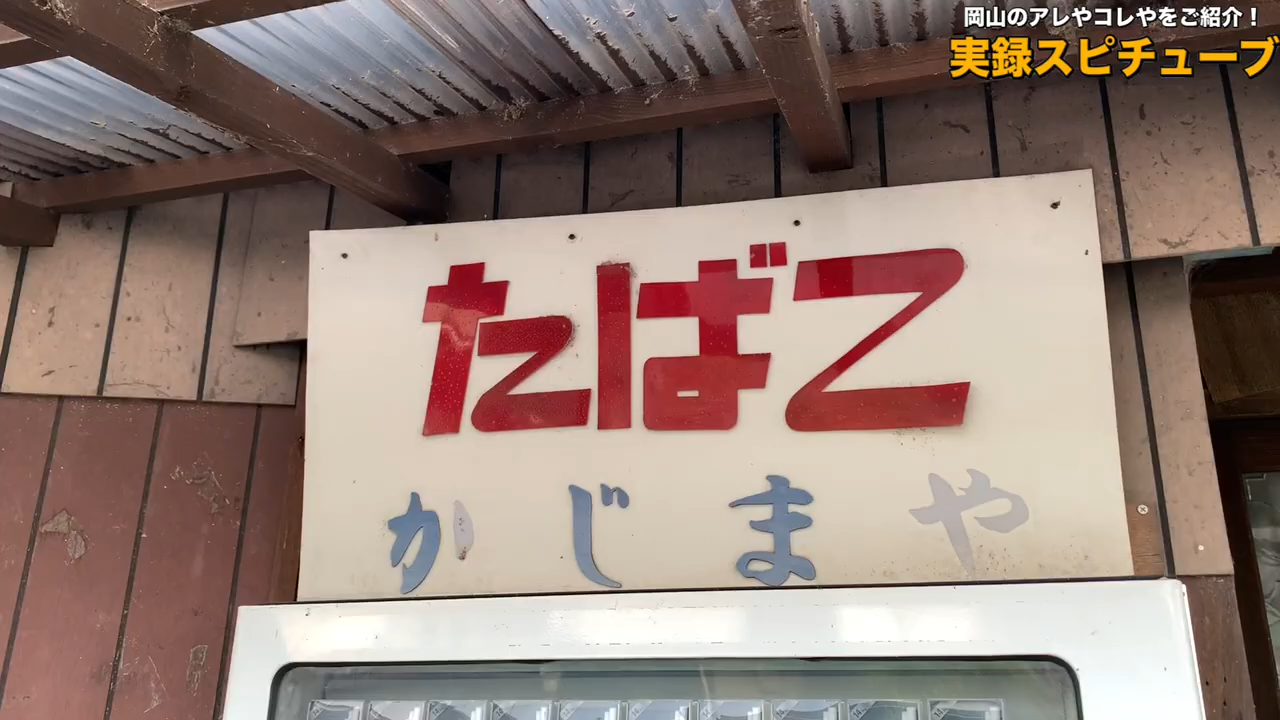 岡山のアレやコレやをご紹介！
実録スピチューブ
たばこ
かじまや